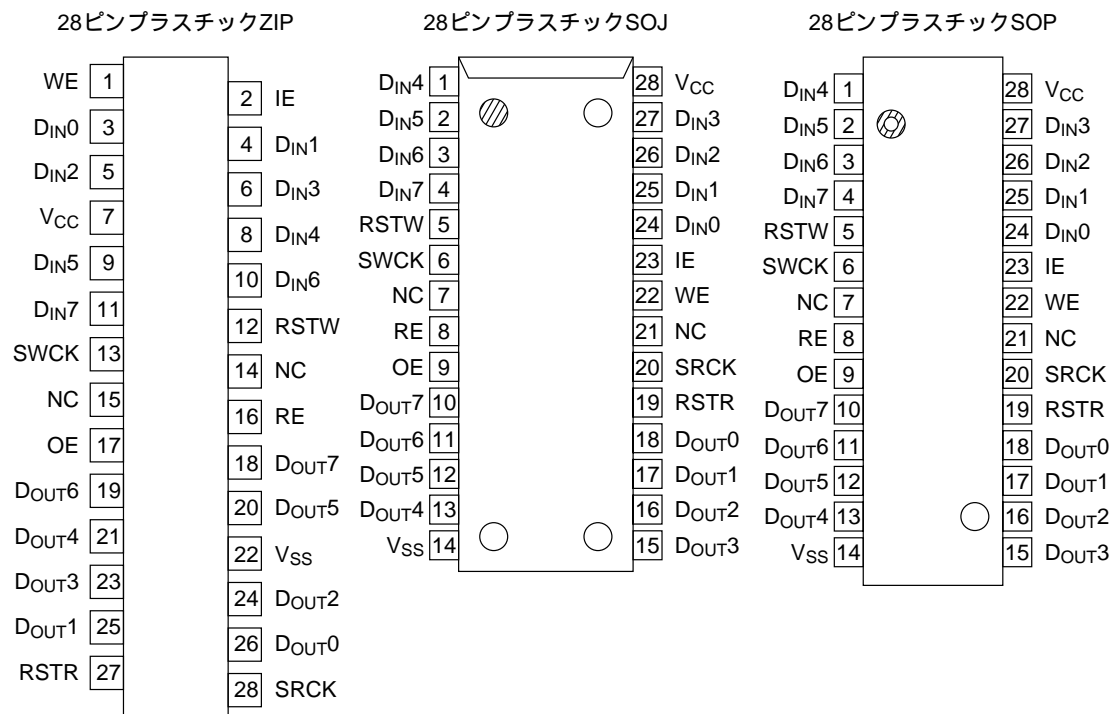 28ピンプラスチックZIP
WE 1
2 IE
DIN0 3
4 DIN1
DIN2 5
6 DIN3
VCC 7
8 DIN4
DIN5 9
10 DIN6
DIN7 11
12 RSTW
SWCK 13
14 NC
NC 15
16 RE
OE 17
18 DOUT7
DOUT6 19
20 DOUT5
DOUT4 21
22 VSS
DOUT3 23
24 DOUT2
DOUT1 25
26 DOUT0
RSTR 27
28 SRCK
28ピンプラスチックSOJ
DIN4 1 28 VCC
DIN5 2 27 DIN3
DIN6 3 26 DIN2
DIN7 4 25 DIN1
RSTW 5 24 DIN0
SWCK 6 23 IE
NC 7 22 WE
RE 8 21 NC
OE 9 20 SRCK
DOUT7 10 19 RSTR
DOUT6 11 18 DOUT0
DOUT5 12 17 DOUT1
DOUT4 13 16 DOUT2
VSS 14 15 DOUT3
28ピンプラスチックSOP
DIN4 1 28 VCC
DIN5 2 27 DIN3
DIN6 3 26 DIN2
DIN7 4 25 DIN1
RSTW 5 24 DIN0
SWCK 6 23 IE
NC 7 22 WE
RE 8 21 NC
OE 9 20 SRCK
DOUT7 10 19 RSTR
DOUT6 11 18 DOUT0
DOUT5 12 17 DOUT1
DOUT4 13 16 DOUT2
VSS 14 15 DOUT3